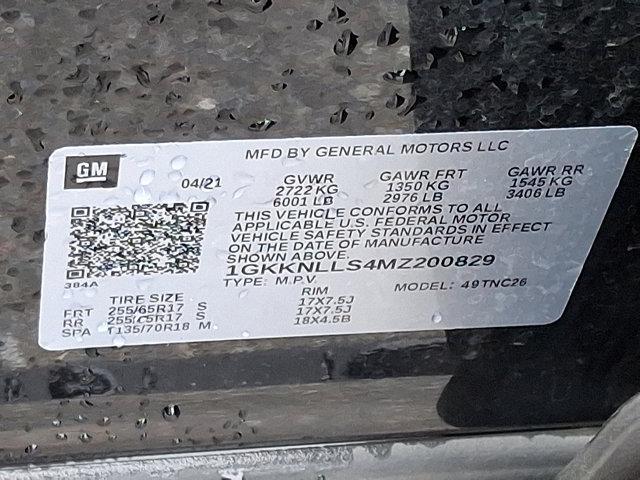 MFD BY GENERAL MOTORS LLC
GM
04/21
GVWR GAWR FRT GAWR RR
2722 KG 1350 KG 1545 KG
6001 LB 2976 LB 3406 LB
THIS VEHICLE CONFORMS TO ALL
APPLICABLE U.S. FEDERAL MOTOR
VEHICLE SAFETY STANDARDS IN EFFECT
ON THE DATE OF MANUFACTURE
SHOWN ABOVE.
1GKKNLLS4MZ200829
384A
TYPE: M.P.V. MODEL: 49TNC26
TIRE SIZE RIM
FRT 255/65R17 S 17X7.5J
RR 255/65R17 S 17X7.5J
SPA T135/70R18 M 18X4.5B